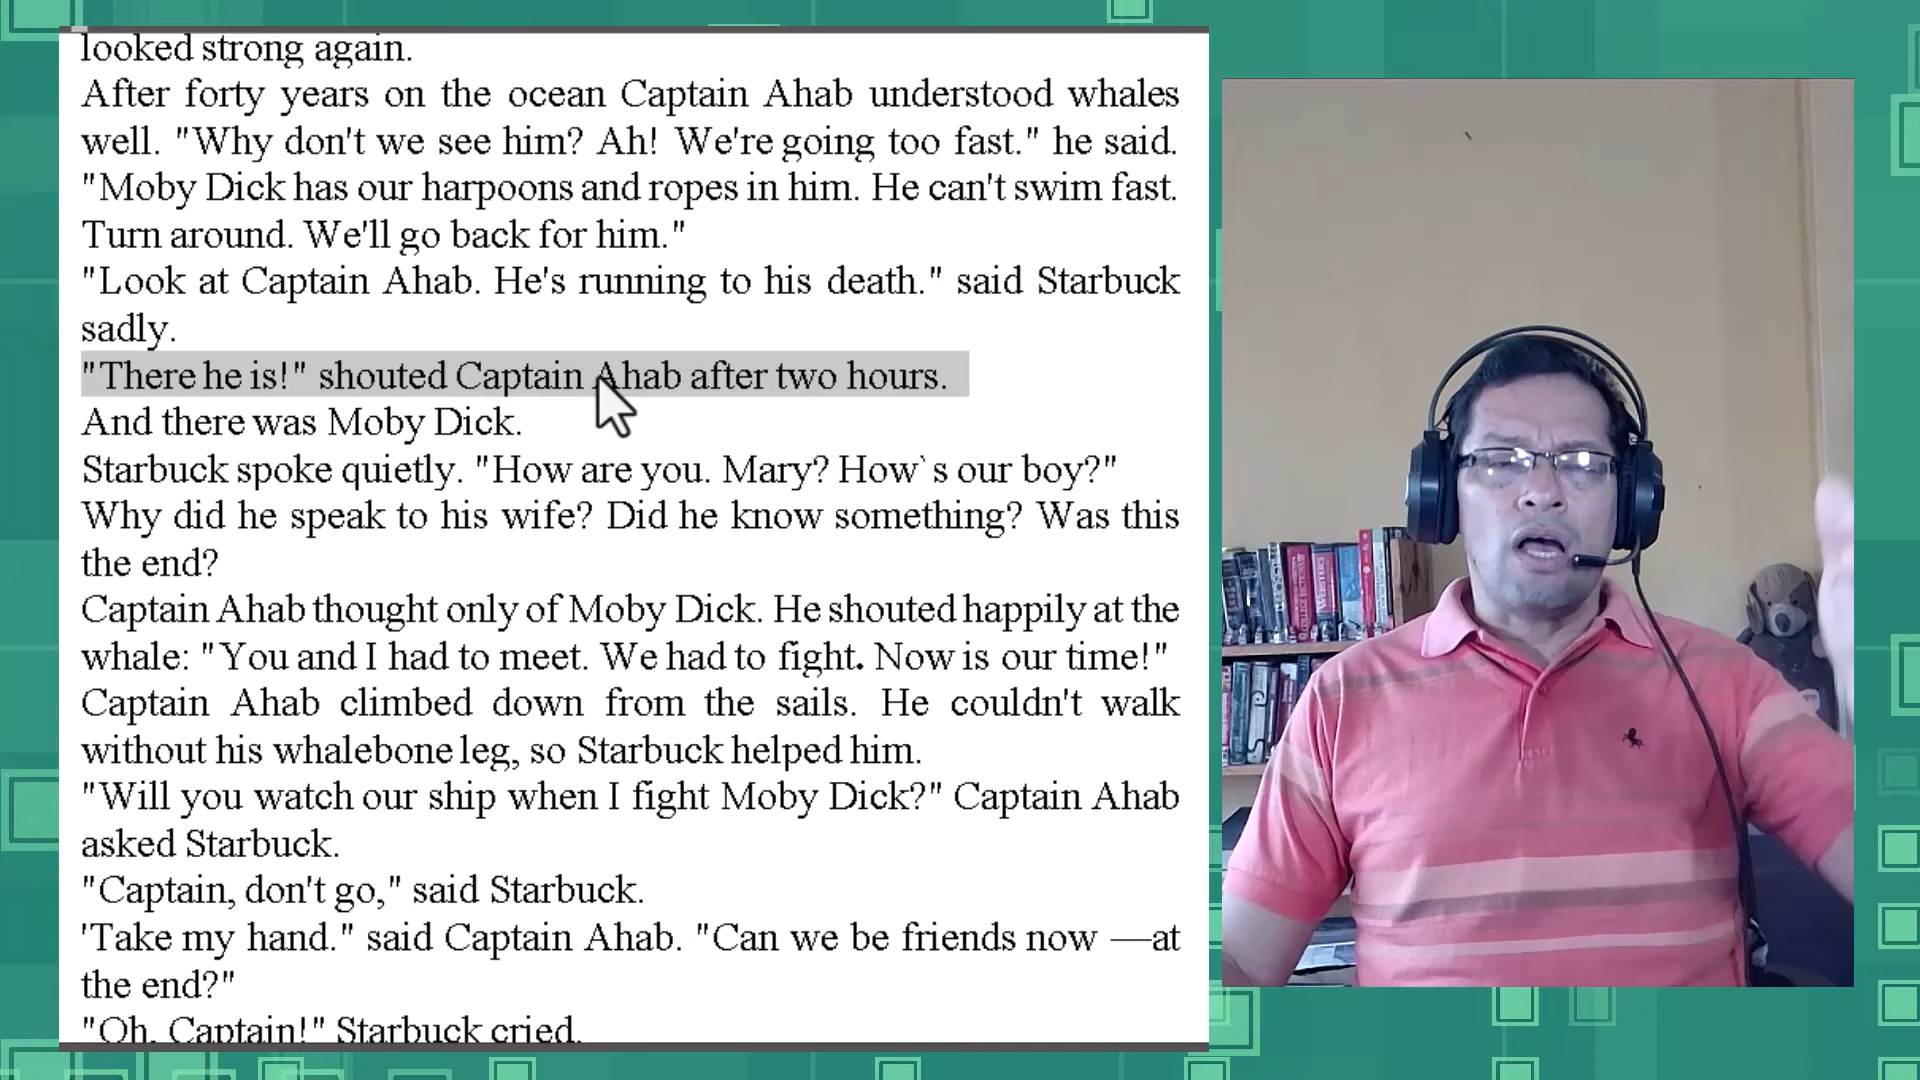 looked strong again.
After forty years on the ocean Captain Ahab understood whales
well. "Why don't we see him? Ah! We're going too fast." he said.
"Moby Dick has our harpoons and ropes in him. He can't swim fast.
Turn around. We'll go back for him."
"Look at Captain Ahab. He's running to his death." said Starbuck
sadly.
"There he is!" shouted Captain Ahab after two hours.
And there was Moby Dick.
Starbuck spoke quietly. "How are you. Mary? How`s our boy?"
Why did he speak to his wife? Did he know something? Was this
the end?
Captain Ahab thought only of Moby Dick. He shouted happily at the
whale: "You and I had to meet. We had to fight. Now is our time!"
Captain Ahab climbed down from the sails. He couldn't walk
without his whalebone leg, so Starbuck helped him.
"Will you watch our ship when I fight Moby Dick?" Captain Ahab
asked Starbuck.
"Captain, don't go," said Starbuck.
'Take my hand." said Captain Ahab. "Can we be friends now —at
the end?"
"Oh, Captain!" Starbuck cried.